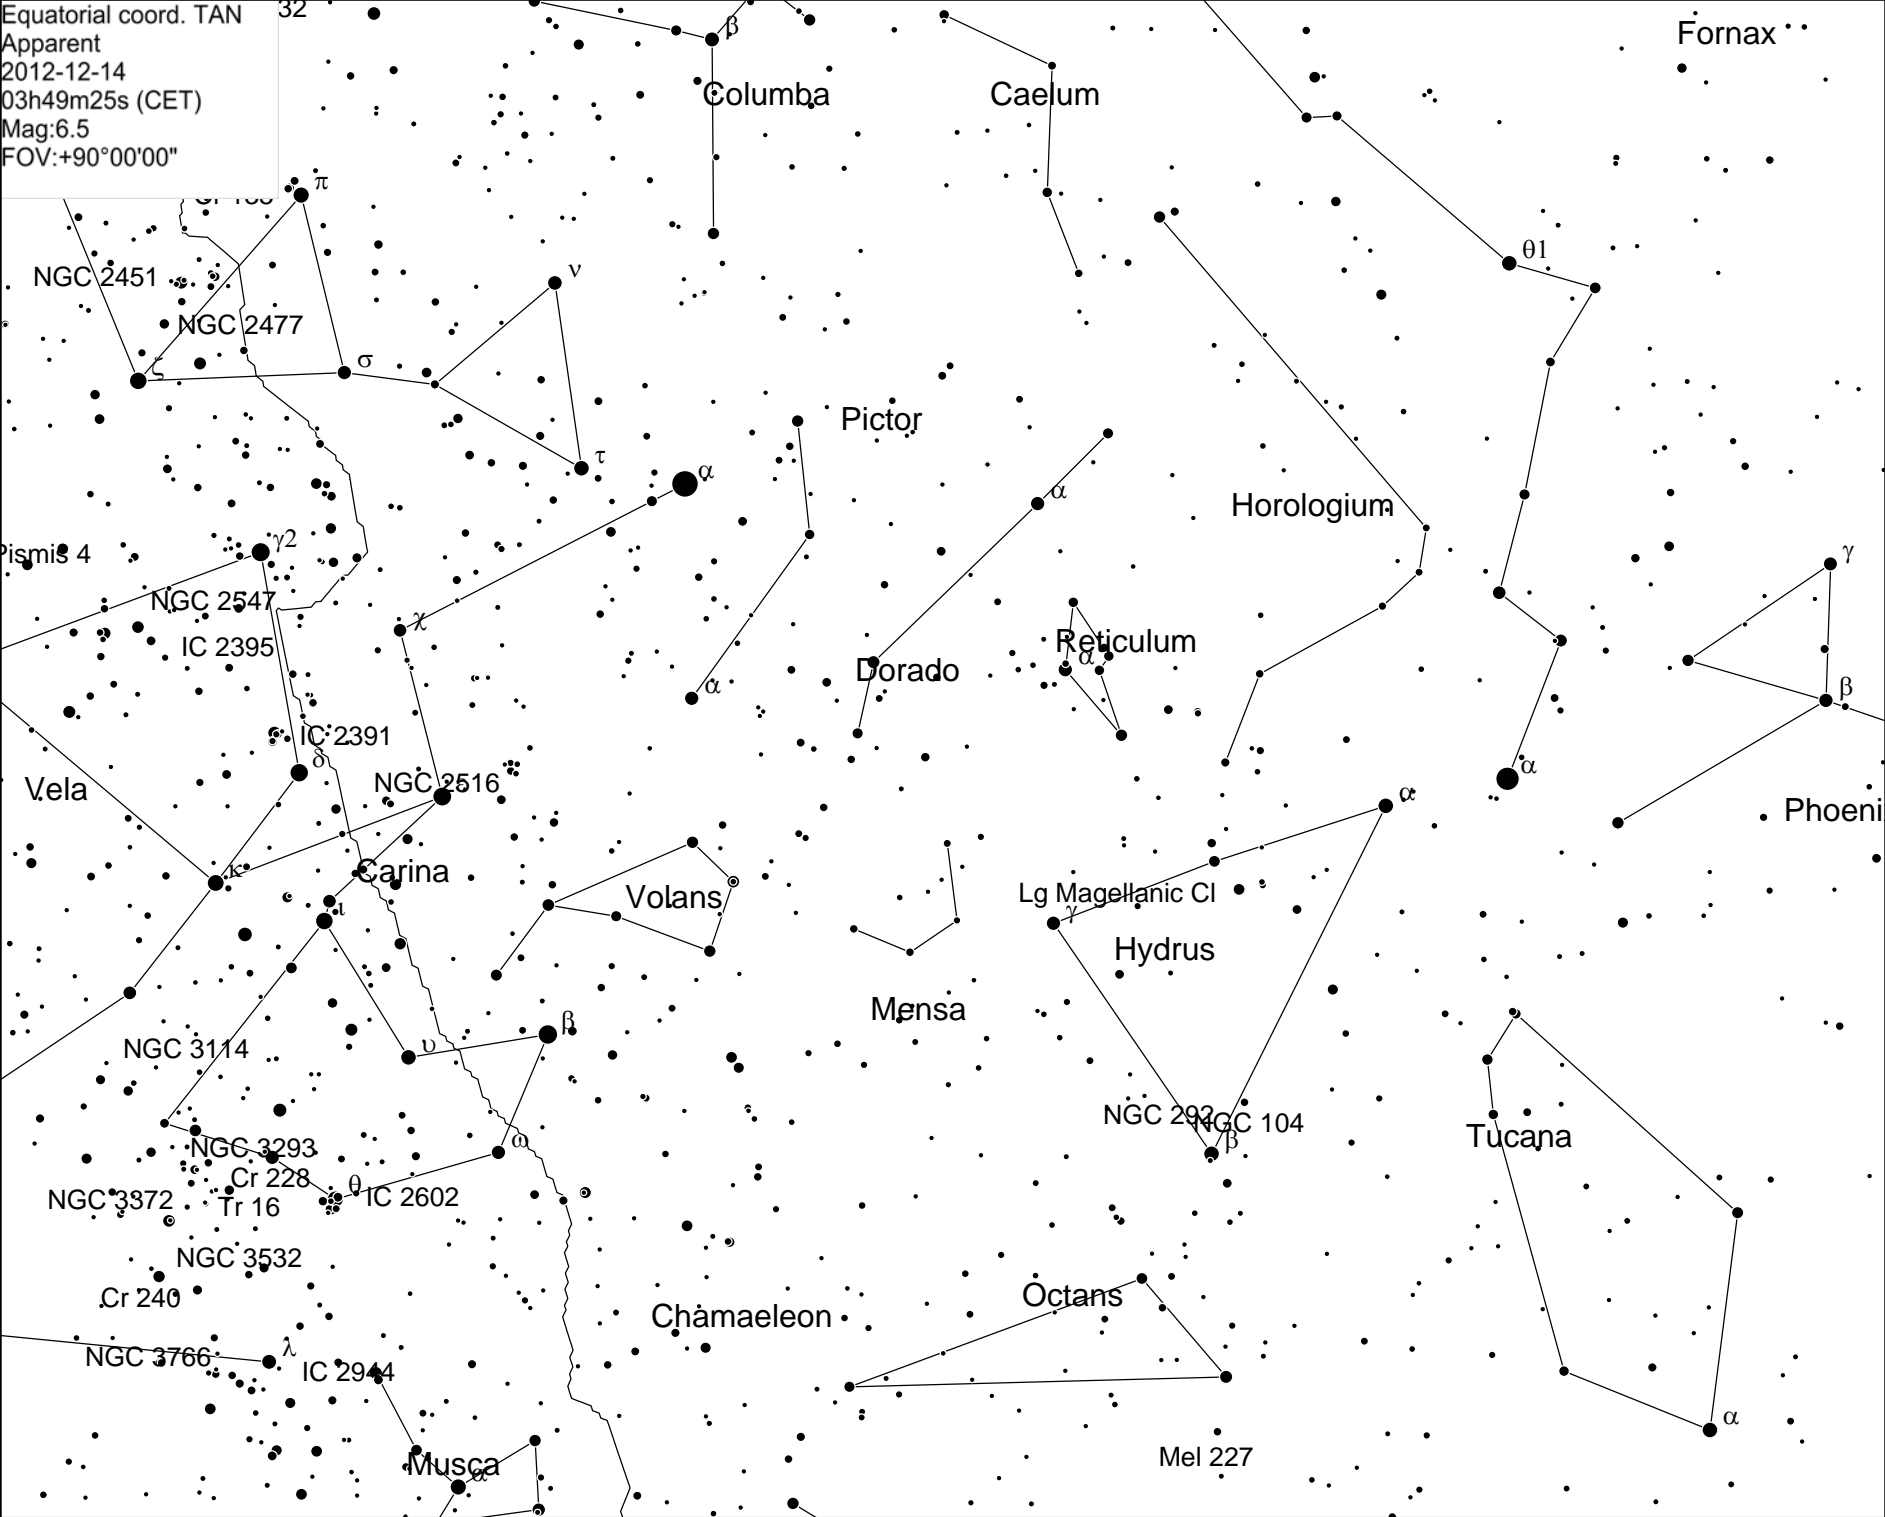 Equatorial coord. TAN
Apparent
2012-12-14
03h49m25s (CET)
Mag:6.5
FOV:+90°00'00"
32
β
Fornax
Columba
Caelum
π
θ1
NGC 2451
ν
NGC 2477
ζ
σ
Pictor
τ
α
α
Horologium
γ2
Pismis 4
γ
NGC 2547
χ
IC 2395
Reticulum
α
Dorado
α
β
IC 2391
δ
α
NGC 2516
Vela
α
Phoeni
κ
Carina
Volans
Lg Magellanic Cl
ι
γ
Hydrus
Mensa
β
υ
NGC 3114
NGC 292
NGC 104
β
Tucana
ω
NGC 3293
Cr 228
θ
IC 2602
NGC 3372
Tr 16
NGC 3532
Cr 240
Octans
Chamaeleon
λ
NGC 3766
IC 2944
α
Musca
α
Mel 227